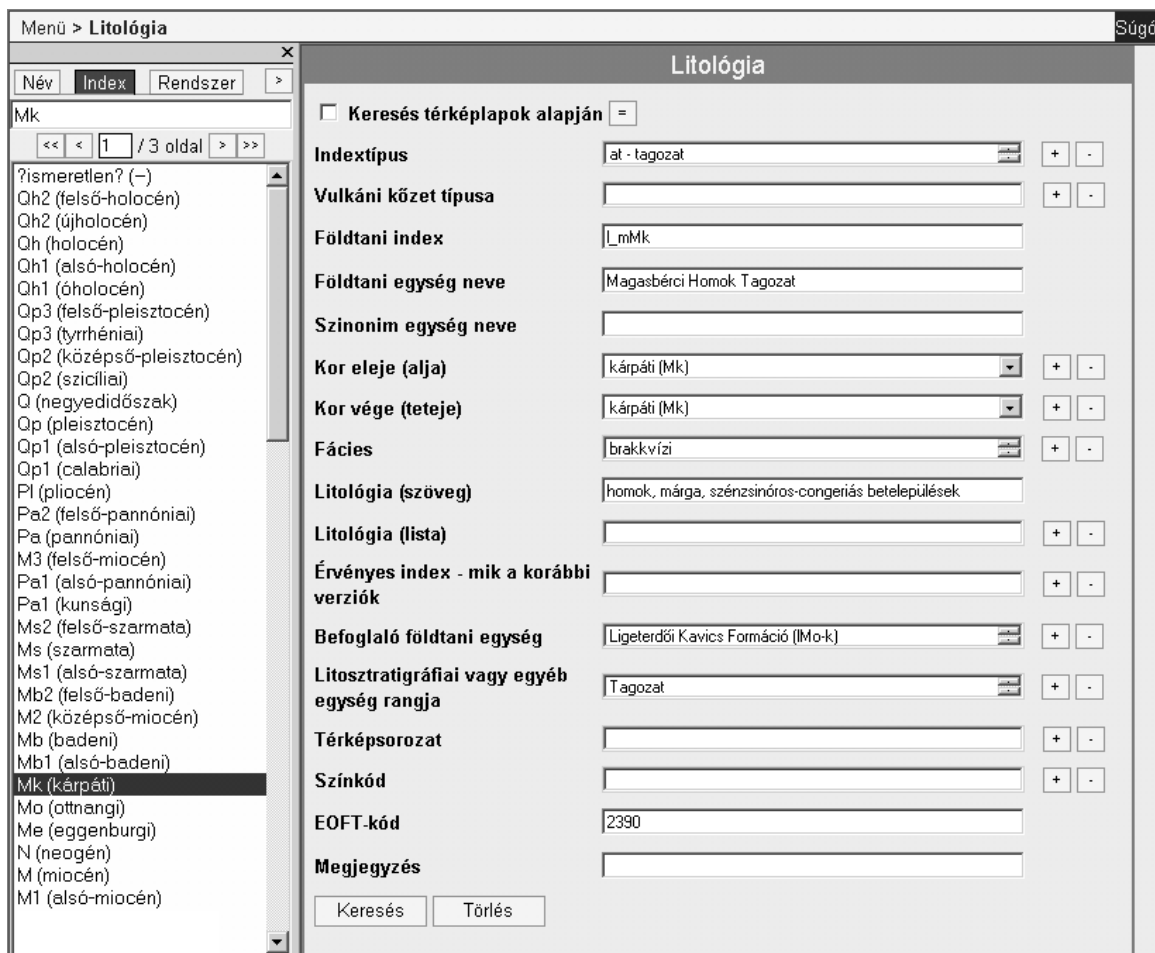 Menü > Litológia
Súgó
×
Név Index Rendszer >
Mk
<< < 1 / 3 oldal > >>
?ismeretlen? (–)
Qh2 (felső-holocén)
Qh2 (újholocén)
Qh (holocén)
Qh1 (alsó-holocén)
Qh1 (óholocén)
Qp3 (felső-pleisztocén)
Qp3 (tyrrhéniai)
Qp2 (középső-pleisztocén)
Qp2 (szicíliai)
Q (negyedidőszak)
Qp (pleisztocén)
Qp1 (alsó-pleisztocén)
Qp1 (calabriai)
Pl (pliocén)
Pa2 (felső-pannóniai)
Pa (pannóniai)
M3 (felső-miocén)
Pa1 (alsó-pannóniai)
Pa1 (kunsági)
Ms2 (felső-szarmata)
Ms (szarmata)
Ms1 (alsó-szarmata)
Mb2 (felső-badeni)
M2 (középső-miocén)
Mb (badeni)
Mb1 (alsó-badeni)
Mk (kárpáti)
Mo (ottnangi)
Me (eggenburgi)
N (neogén)
M (miocén)
M1 (alsó-miocén)
Litológia
Keresés térképlapok alapján =
Indextípus at - tagozat + -
Vulkáni kőzet típusa + -
Földtani index l_mMk
Földtani egység neve Magasbérci Homok Tagozat
Szinonim egység neve
Kor eleje (alja) kárpáti (Mk) + -
Kor vége (teteje) kárpáti (Mk) + -
Fácies brakkvízi + -
Litológia (szöveg) homok, márga, szénzsinóros-congeriás betelepülések
Litológia (lista) + -
Érvényes index - mik a korábbi
verziók + -
Befoglaló földtani egység Ligeterdői Kavics Formáció (lMo-k) + -
Litosztratigráfiai vagy egyéb
egység rangja Tagozat + -
Térképsorozat + -
Színkód + -
EOFT-kód 2390
Megjegyzés
Keresés Törlés